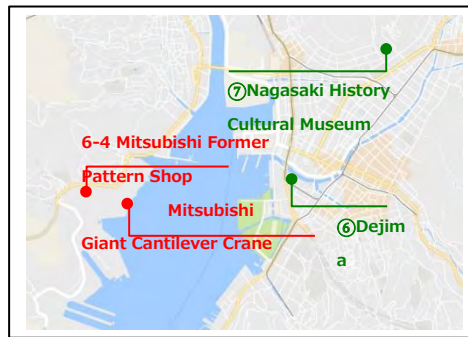 ⑦Nagasaki History
Cultural Museum
6-4 Mitsubishi Former
Pattern Shop
Mitsubishi
Giant Cantilever Crane
⑥Dejim
a